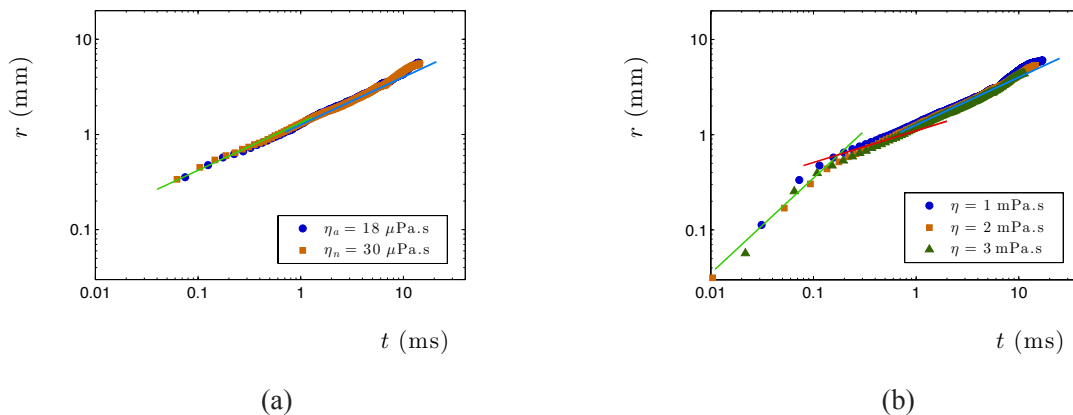 10
1
0.1
r (mm)
η_a = 18 μPa.s
η_n = 30 μPa.s
0.01 0.1 1 10
t (ms)
(a)
10
1
0.1
r (mm)
η = 1 mPa.s
η = 2 mPa.s
η = 3 mPa.s
0.01 0.1 1 10
t (ms)
(b)